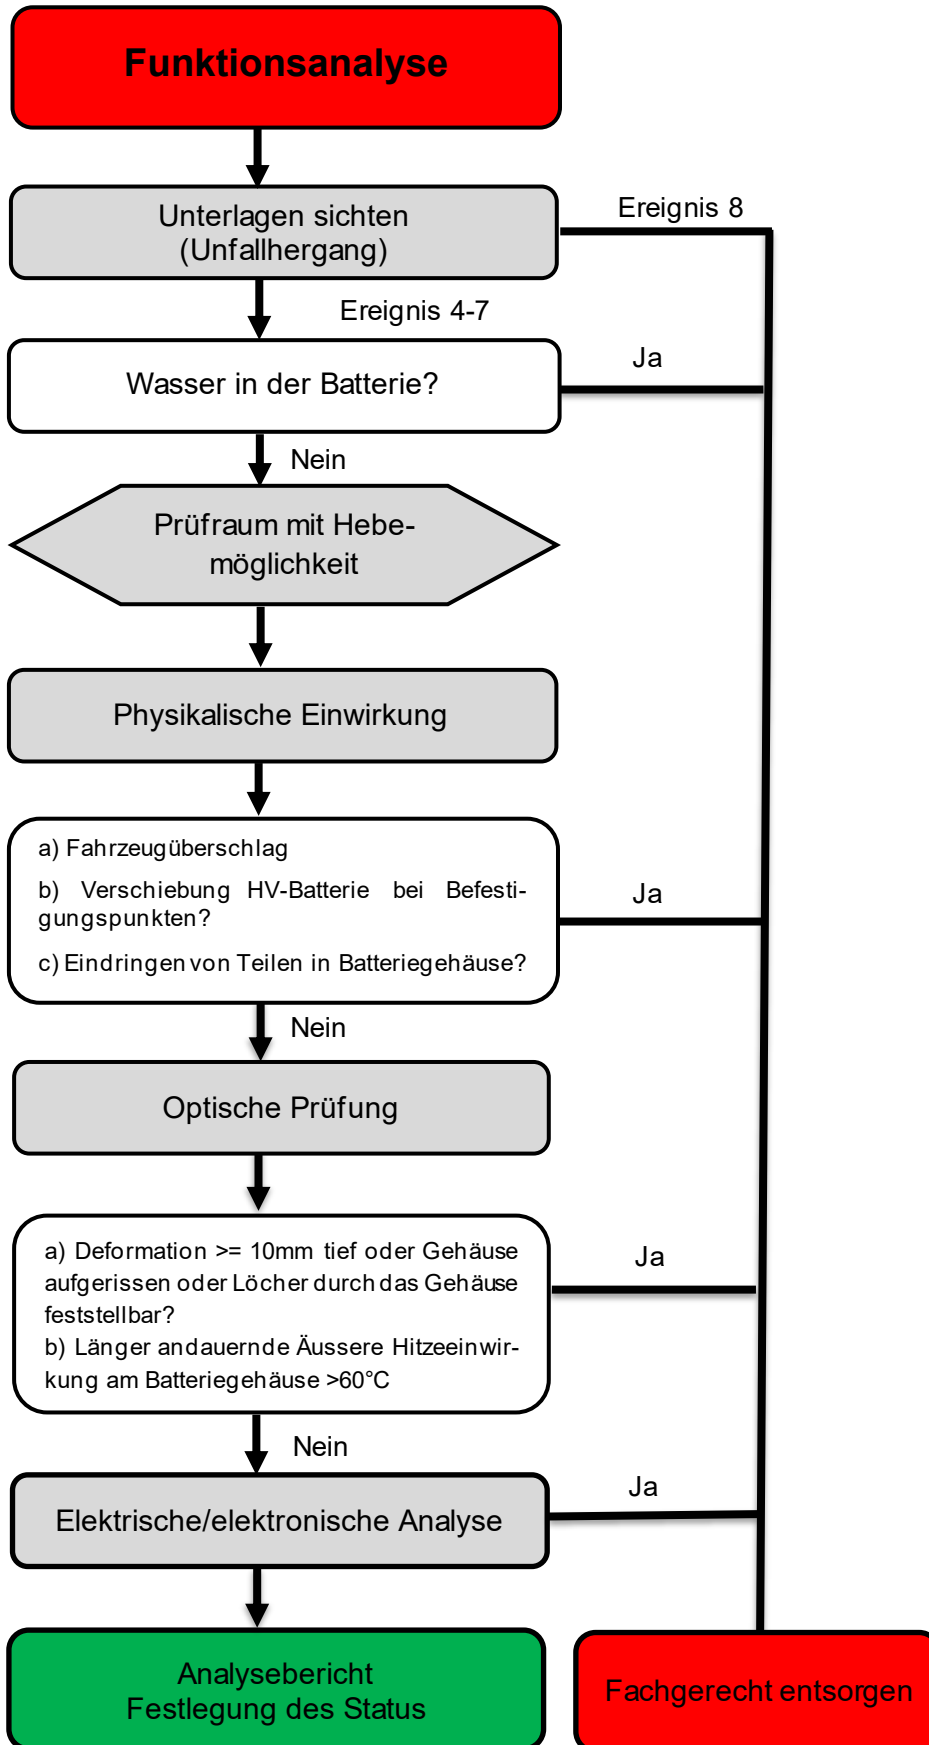 Funktionsanalyse
Unterlagen sichten
(Unfallhergang)
Ereignis 8
Ereignis 4-7
Wasser in der Batterie?
Ja
Nein
Prüfraum mit Hebe-
möglichkeit
Physikalische Einwirkung
a) Fahrzeugüberschlag
b) Verschiebung HV-Batterie bei Befesti-
gungspunkten?
c) Eindringen von Teilen in Batteriegehäuse?
Ja
Nein
Optische Prüfung
a) Deformation >= 10mm tief oder Gehäuse
aufgerissen oder Löcher durch das Gehäuse
feststellbar?
b) Länger andauernde Äussere Hitzeeinwir-
kung am Batteriegehäuse >60°C
Ja
Nein
Elektrische/elektronische Analyse
Ja
Analysebericht
Festlegung des Status
Fachgerecht entsorgen